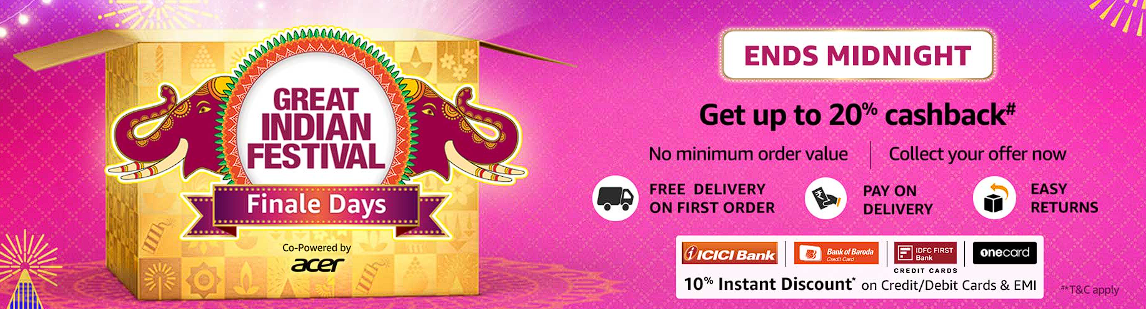 GREAT
INDIAN
FESTIVAL
Finale Days
Co-Powered by
acer
ENDS MIDNIGHT
Get up to 20% cashback#
No minimum order value | Collect your offer now
FREE DELIVERY
ON FIRST ORDER
PAY ON
DELIVERY
EASY
RETURNS
ICICI Bank
Bank of Baroda
Credit Card
IDFC FIRST
Bank
CREDIT CARDS
onecard
10% Instant Discount* on Credit/Debit Cards & EMI
#*T&C apply